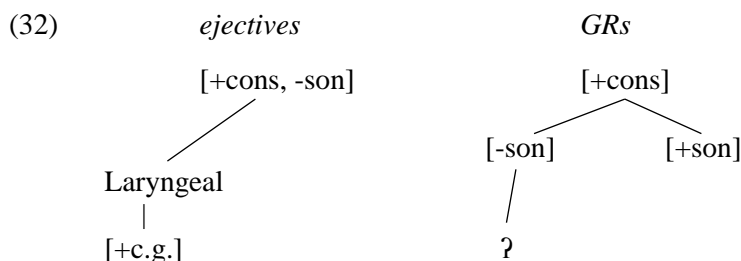 (32) ejectives GRs
[+cons, -son] [+cons]
[-son] [+son]
Laryngeal
[+c.g.] ʔ